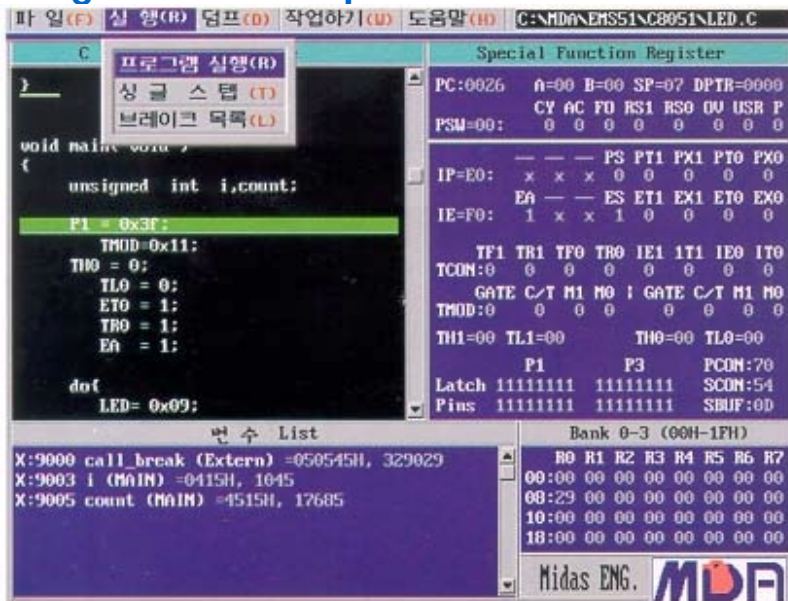 파 일(F) 실 행(R) 덤프(D) 작업하기(W) 도움말(H) C:\MDA\EMS51\C8051\LED.C
C
프로그램 실행(R)
싱 글 스 텝 (T)
브레이크 목록(L)
}
void main( void )
{
unsigned int i,count;
P1 = 0x3f;
TMOD=0x11;
TH0 = 0;
TL0 = 0;
ET0 = 1;
TR0 = 1;
EA = 1;
do{
LED= 0x09;
Special Function Register
PC:0026 A=00 B=00 SP=07 DPTR=0000
CY AC F0 RS1 RS0 OV USR P
PSW=00: 0 0 0 0 0 0 0 0
— — — PS PT1 PX1 PT0 PX0
IP=E0: x x x 0 0 0 0 0
EA — — ES ET1 EX1 ET0 EX0
IE=F0: 1 x x 1 0 0 0 0
TF1 TR1 TF0 TR0 IE1 IT1 IE0 IT0
TCON:0 0 0 0 0 0 0 0 0
GATE C/T M1 M0 | GATE C/T M1 M0
TMOD:0 0 0 0 0 0 0 0
TH1=00 TL1=00 TH0=00 TL0=00
P1 P3 PCON:70
Latch 11111111 11111111 SCON:54
Pins 11111111 11111111 SBUF:0D
변 수 List
X:9000 call_break (Extern) =050545H, 329029
X:9003 i (MAIN) =0415H, 1045
X:9005 count (MAIN) =4515H, 17685
Bank 0-3 (00H-1FH)
R0 R1 R2 R3 R4 R5 R6 R7
00:00 00 00 00 00 00 00 00
08:29 00 00 00 00 00 00 00
10:00 00 00 00 00 00 00 00
18:00 00 00 00 00 00 00 00
Midas ENG. MDA